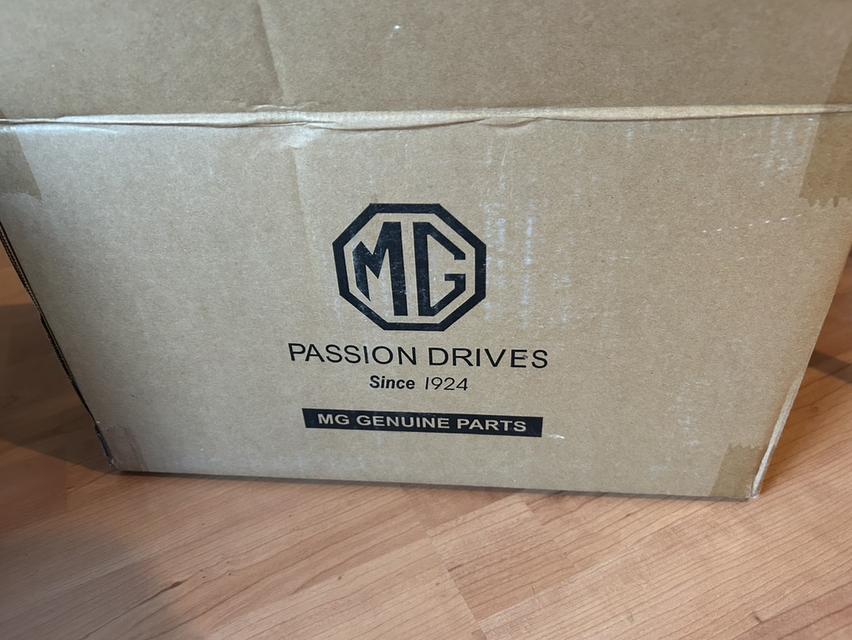 MG
PASSION DRIVES
Since 1924
MG GENUINE PARTS